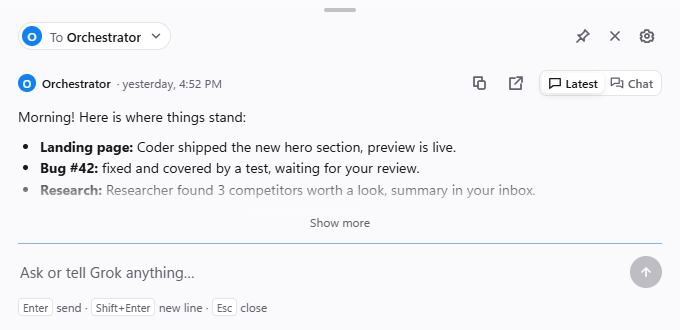 O To Orchestrator
O Orchestrator · yesterday, 4:52 PM
Latest Chat
Morning! Here is where things stand:
• Landing page: Coder shipped the new hero section, preview is live.
• Bug #42: fixed and covered by a test, waiting for your review.
• Research: Researcher found 3 competitors worth a look, summary in your inbox.
Show more
Ask or tell Grok anything...
Enter send · Shift+Enter new line · Esc close